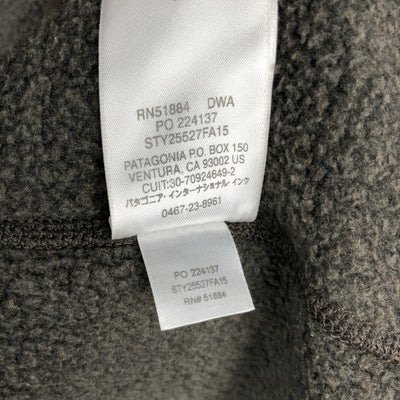 RN51884 DWA
PO 224137
STY25527FA15
PATAGONIA P.O. BOX 150
VENTURA, CA 93002 US
CUIT:30-70924649-2
パタゴニア・インターナショナル・インク
0467-23-8961
PO 224137
STY25527FA15
RN# 51884